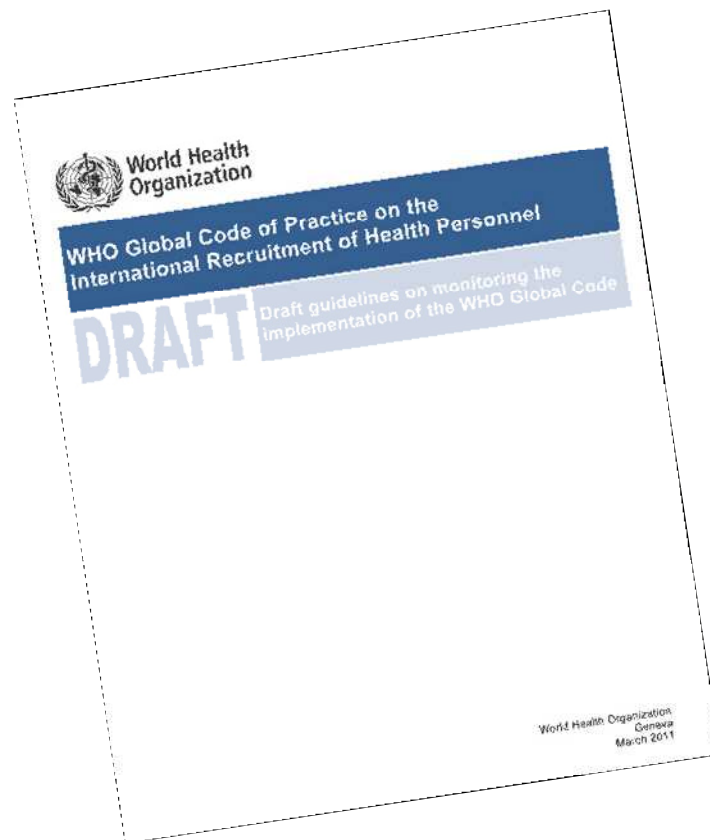 World Health
Organization
WHO Global Code of Practice on the
International Recruitment of Health Personnel
DRAFT
Draft guidelines on monitoring the
implementation of the WHO Global Code
World Health Organization
Geneva
March 2011